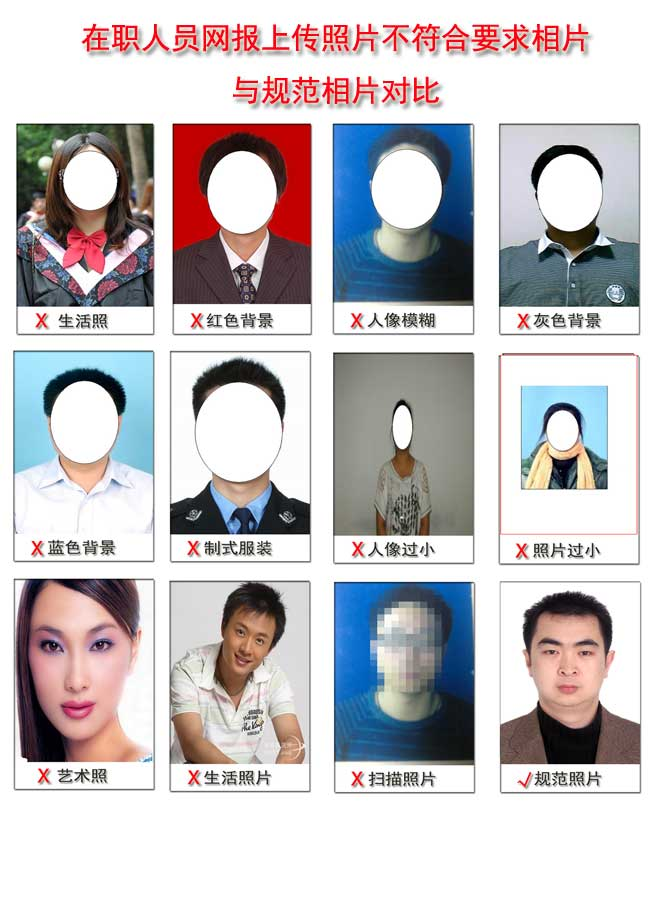 在职人员网报上传照片不符合要求相片
与规范相片对比
X 生活照
X 红色背景
X 人像模糊
X 灰色背景
X 蓝色背景
X 制式服装
X 人像过小
X 照片过小
X 艺术照
X 生活照片
X 扫描照片
√ 规范照片